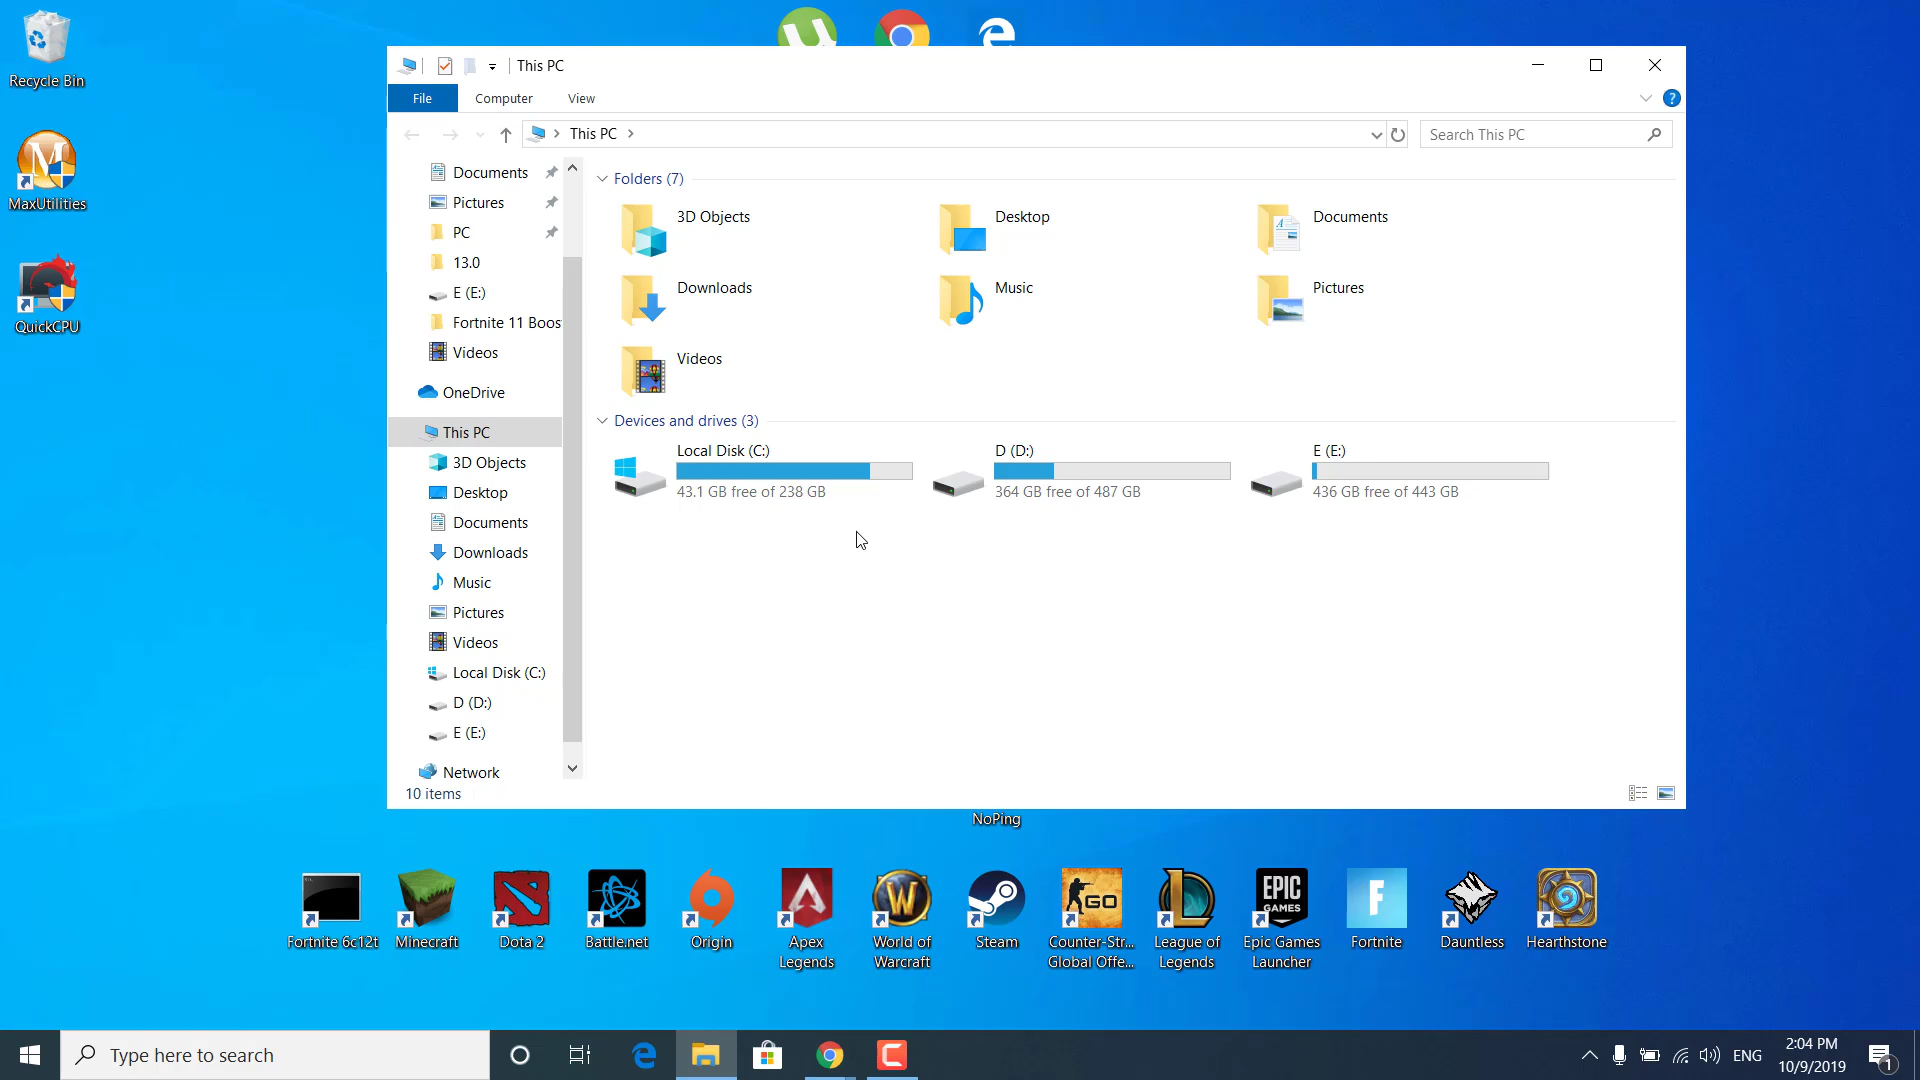 Recycle Bin
MaxUtilities
QuickCPU
This PC
File
Computer
View
?
This PC
Search This PC
Documents
Pictures
PC
13.0
E (E:)
Fortnite 11 Boos
Videos
OneDrive
This PC
3D Objects
Desktop
Documents
Downloads
Music
Pictures
Videos
Local Disk (C:)
D (D:)
E (E:)
Network
Folders (7)
3D Objects
Desktop
Documents
Downloads
Music
Pictures
Videos
Devices and drives (3)
Local Disk (C:)
43.1 GB free of 238 GB
D (D:)
364 GB free of 487 GB
E (E:)
436 GB free of 443 GB
10 items
NoPing
GO
EPIC
GAMES
F
Fortnite 6c12t
Minecraft
Dota 2
Battle.net
Origin
Apex
Legends
World of
Warcraft
Steam
Counter-Str...
Global Offe...
League of
Legends
Epic Games
Launcher
Fortnite
Dauntless
Hearthstone
Type here to search
ENG
2:04 PM
10/9/2019
1